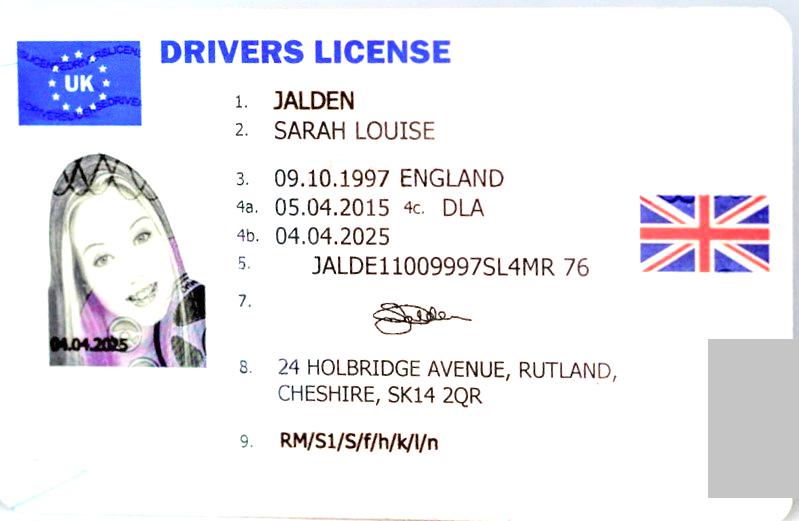 UK
DRIVERS LICENSE
1. JALDEN
2. SARAH LOUISE
3. 09.10.1997 ENGLAND
4a. 05.04.2015 4c. DLA
4b. 04.04.2025
5. JALDE11009997SL4MR 76
7. Jalden
8. 24 HOLBRIDGE AVENUE, RUTLAND,
CHESHIRE, SK14 2QR
9. RM/S1/S/f/h/k/l/n
04.04.2025